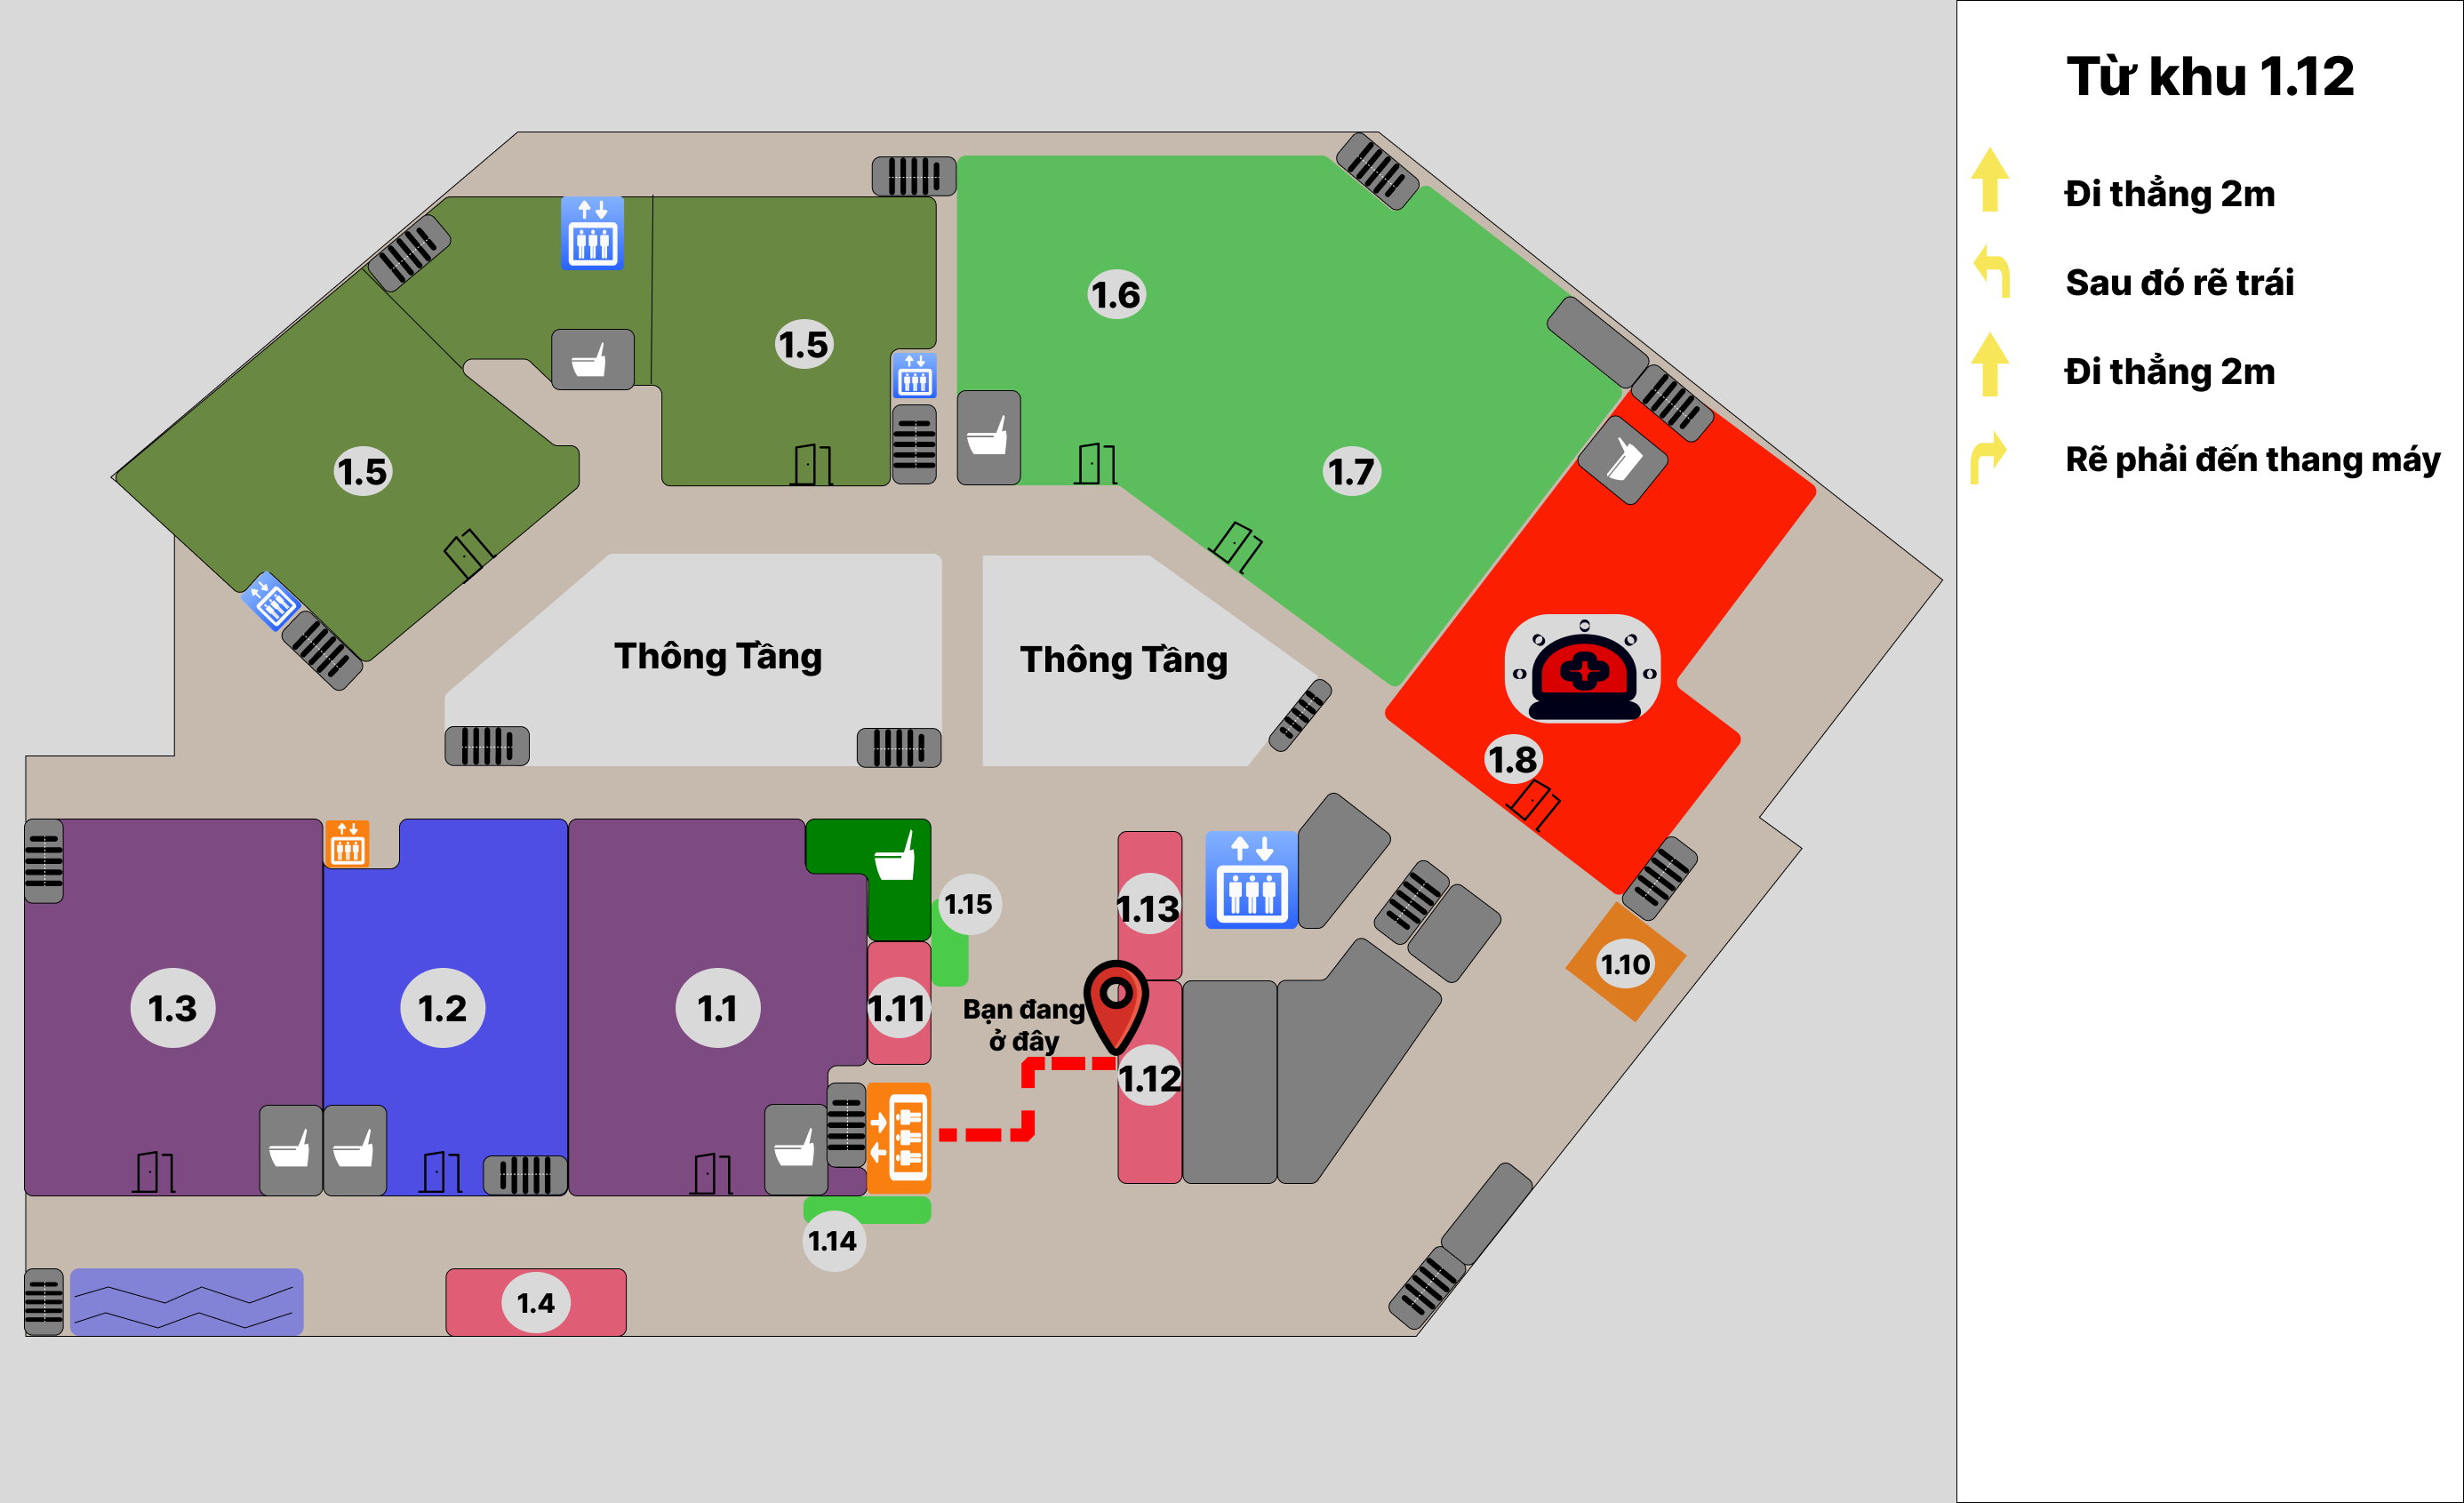 Từ khu 1.12
Đi thẳng 2m
Sau đó rẽ trái
Đi thẳng 2m
Rẽ phải đến thang máy
1.6
1.5
1.5
1.7
Thông Tầng
Thông Tầng
1.8
1.15
1.13
1.10
1.3
1.2
1.1
1.11
Bạn đang
ở đây
1.12
1.14
1.4